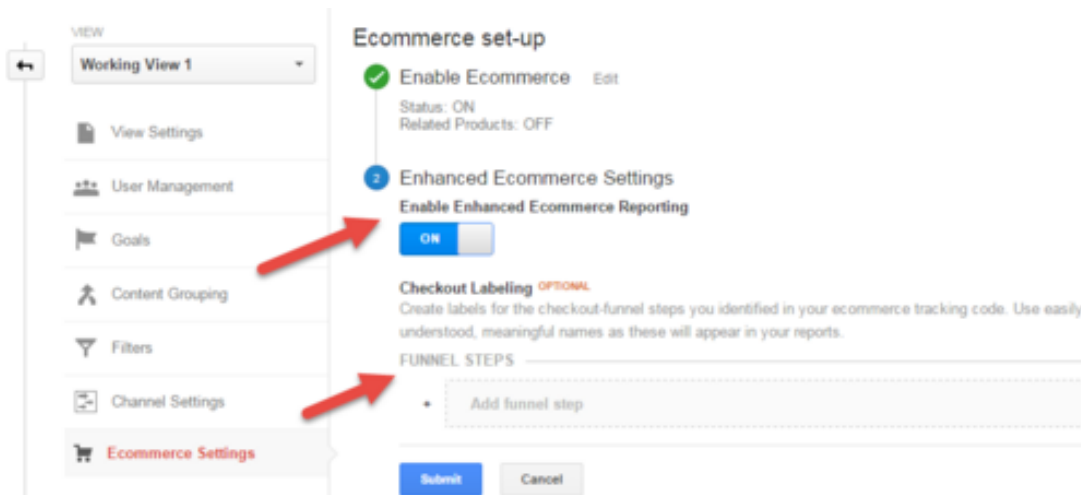 VIEW
Working View 1
View Settings
User Management
Goals
Content Grouping
Filters
Channel Settings
Ecommerce Settings
Ecommerce set-up
Enable Ecommerce Edit
Status: ON
Related Products: OFF
2 Enhanced Ecommerce Settings
Enable Enhanced Ecommerce Reporting
ON
Checkout Labeling OPTIONAL
Create labels for the checkout-funnel steps you identified in your ecommerce tracking code. Use easily
understood, meaningful names as these will appear in your reports.
FUNNEL STEPS
+ Add funnel step
Submit Cancel